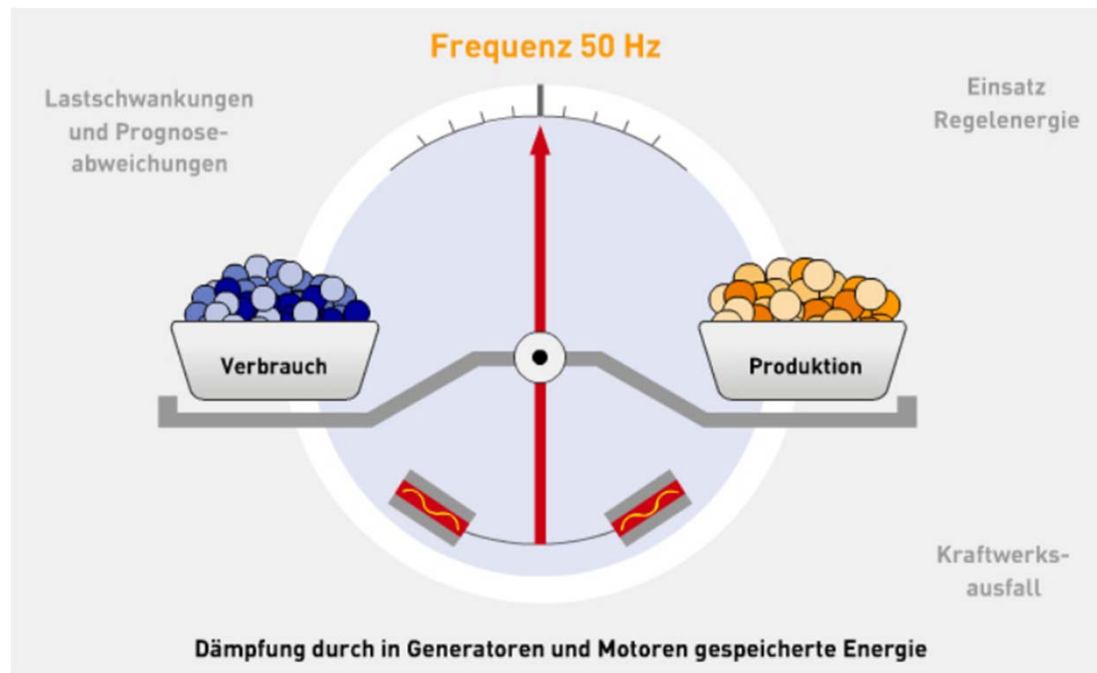 Frequenz 50 Hz
Lastschwankungen
und Prognose-
abweichungen
Einsatz
Regelenergie
Verbrauch
Produktion
Kraftwerks-
ausfall
Dämpfung durch in Generatoren und Motoren gespeicherte Energie